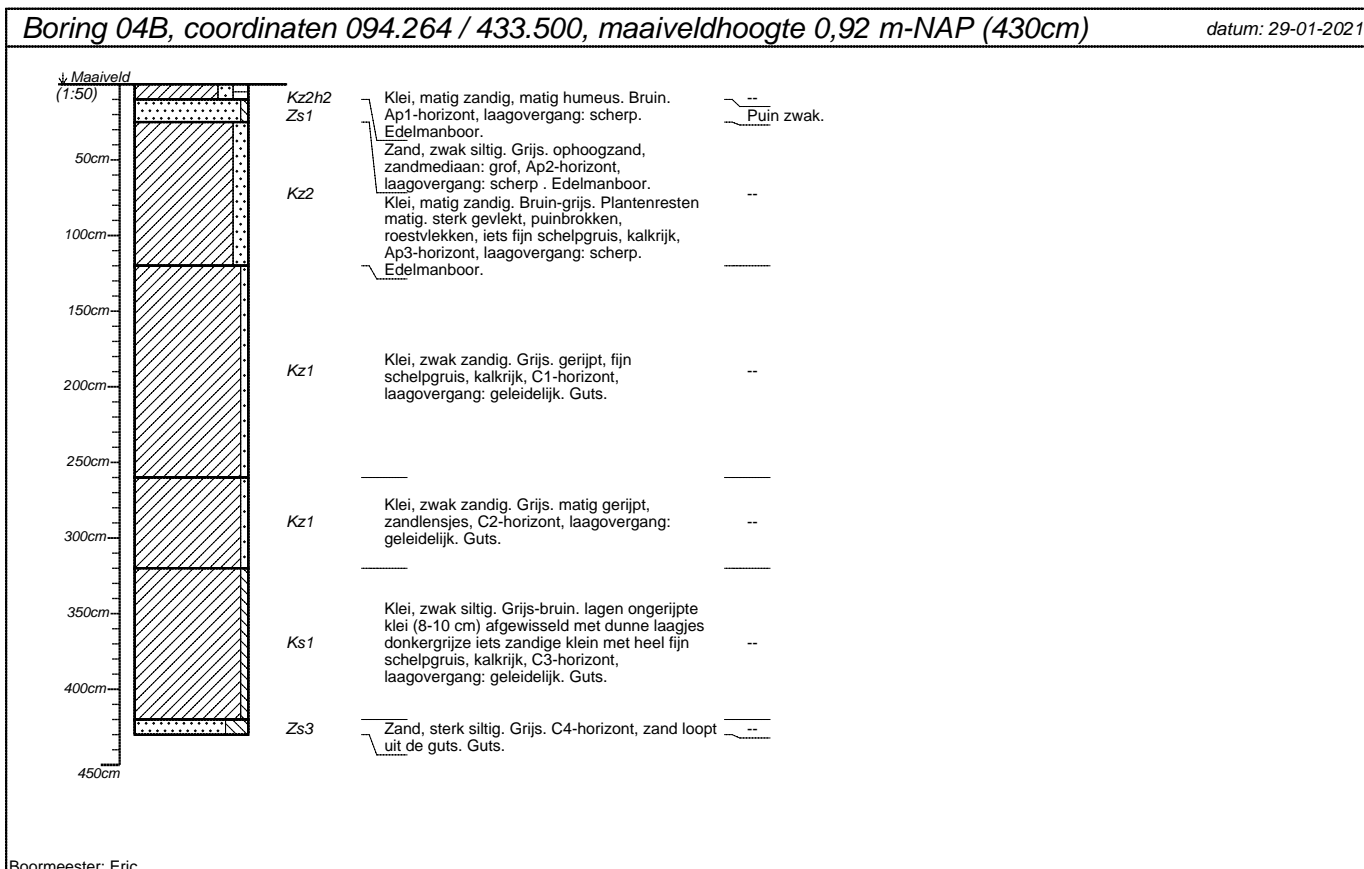 Boring 04B, coordinaten 094.264 / 433.500, maaiveldhoogte 0,92 m-NAP (430cm)
datum: 29-01-2021
Maaiveld
(1:50)
Kz2h2
Klei, matig zandig, matig humeus. Bruin.
Ap1-horizont, laagovergang: scherp.
Edelmanboor.
--
Zs1
Zand, zwak siltig. Grijs. ophoogzand,
zandmediaan: grof, Ap2-horizont,
laagovergang: scherp . Edelmanboor.
Puin zwak.
50cm
Kz2
Klei, matig zandig. Bruin-grijs. Plantenresten
matig. sterk gevlekt, puinbrokken,
roestvlekken, iets fijn schelpgruis, kalkrijk,
Ap3-horizont, laagovergang: scherp.
Edelmanboor.
--
100cm
150cm
Kz1
Klei, zwak zandig. Grijs. gerijpt, fijn
schelpgruis, kalkrijk, C1-horizont,
laagovergang: geleidelijk. Guts.
--
200cm
250cm
Kz1
Klei, zwak zandig. Grijs. matig gerijpt,
zandlensjes, C2-horizont, laagovergang:
geleidelijk. Guts.
--
300cm
350cm
Ks1
Klei, zwak siltig. Grijs-bruin. lagen ongerijpte
klei (8-10 cm) afgewisseld met dunne laagjes
donkergrijze iets zandige klein met heel fijn
schelpgruis, kalkrijk, C3-horizont,
laagovergang: geleidelijk. Guts.
--
400cm
Zs3
Zand, sterk siltig. Grijs. C4-horizont, zand loopt
uit de guts. Guts.
--
450cm
Boormeester: Eric